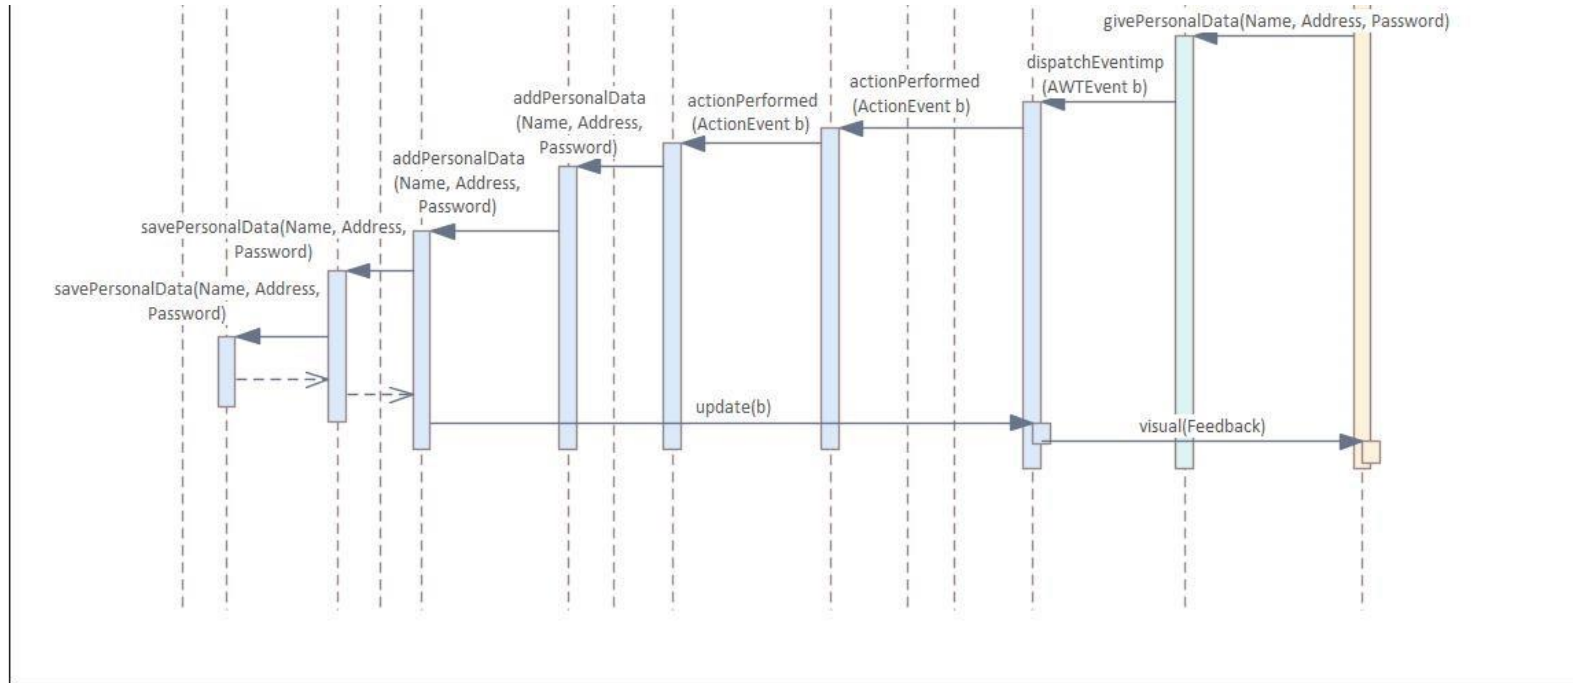 givePersonalData(Name, Address, Password)
dispatchEventimp
(AWTEvent b)
actionPerformed
(ActionEvent b)
actionPerformed
(ActionEvent b)
addPersonalData
(Name, Address,
Password)
addPersonalData
(Name, Address,
Password)
savePersonalData(Name, Address,
Password)
savePersonalData(Name, Address,
Password)
update(b)
visual(Feedback)